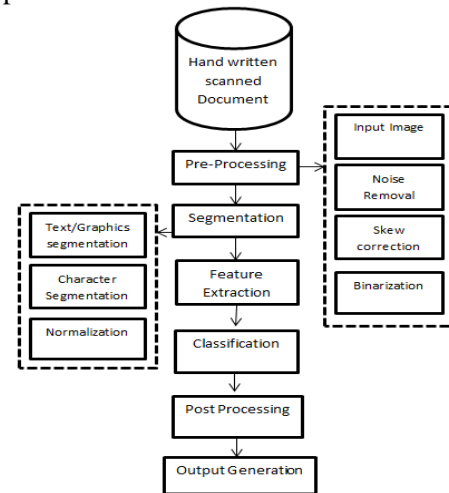 Hand written
scanned
Document
Pre-Processing
Input Image
Noise
Removal
Skew
correction
Binarization
Segmentation
Text/Graphics
segmentation
Character
Segmentation
Normalization
Feature
Extraction
Classification
Post Processing
Output Generation